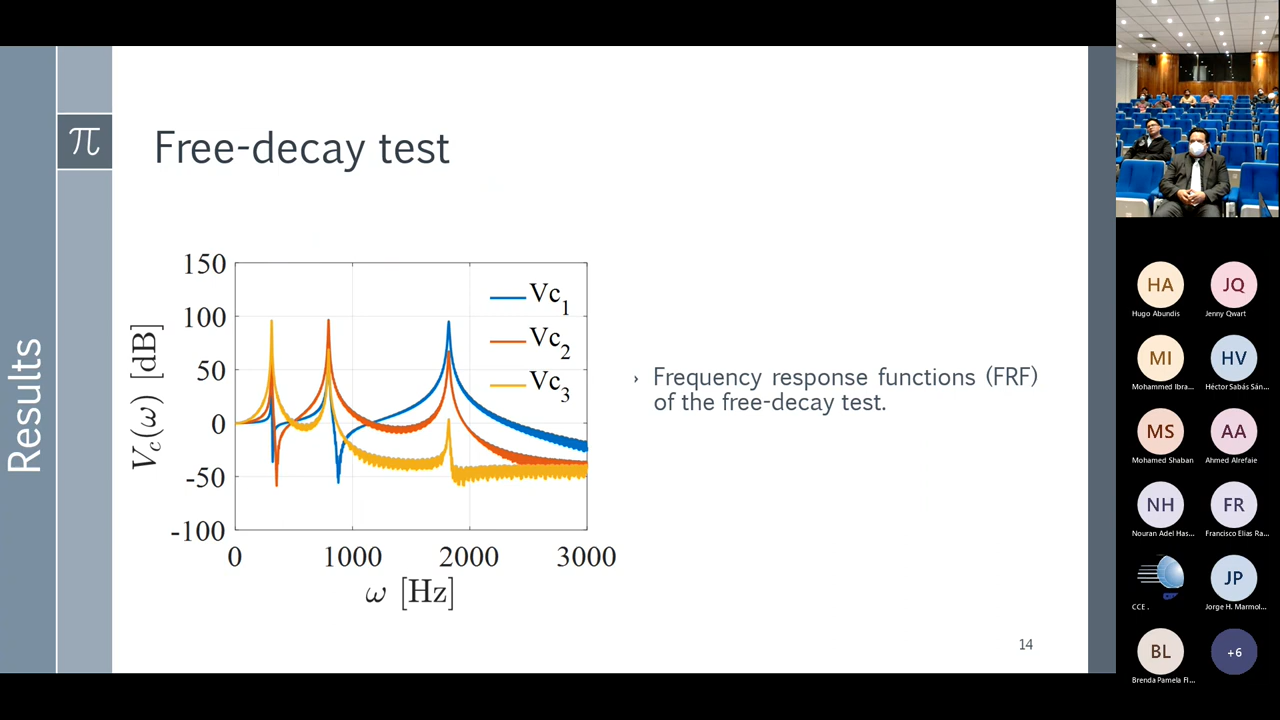 Results
π
Free-decay test
150
100
50
0
-50
-100
0
1000
2000
3000
V_c(ω) [dB]
ω [Hz]
Vc₁
Vc₂
Vc₃
› Frequency response functions (FRF)
of the free-decay test.
14
HA
Hugo Abundis
JQ
Jenny Qwart
MI
Mohammed Ibra...
HV
Héctor Sabás Sán...
MS
Mohamed Shaban
AA
Ahmed Alrefaie
NH
Nouran Adel Has...
FR
Francisco Elias Ra...
CCE .
JP
Jorge H. Marmol...
BL
Brenda Pamela Fl...
+6